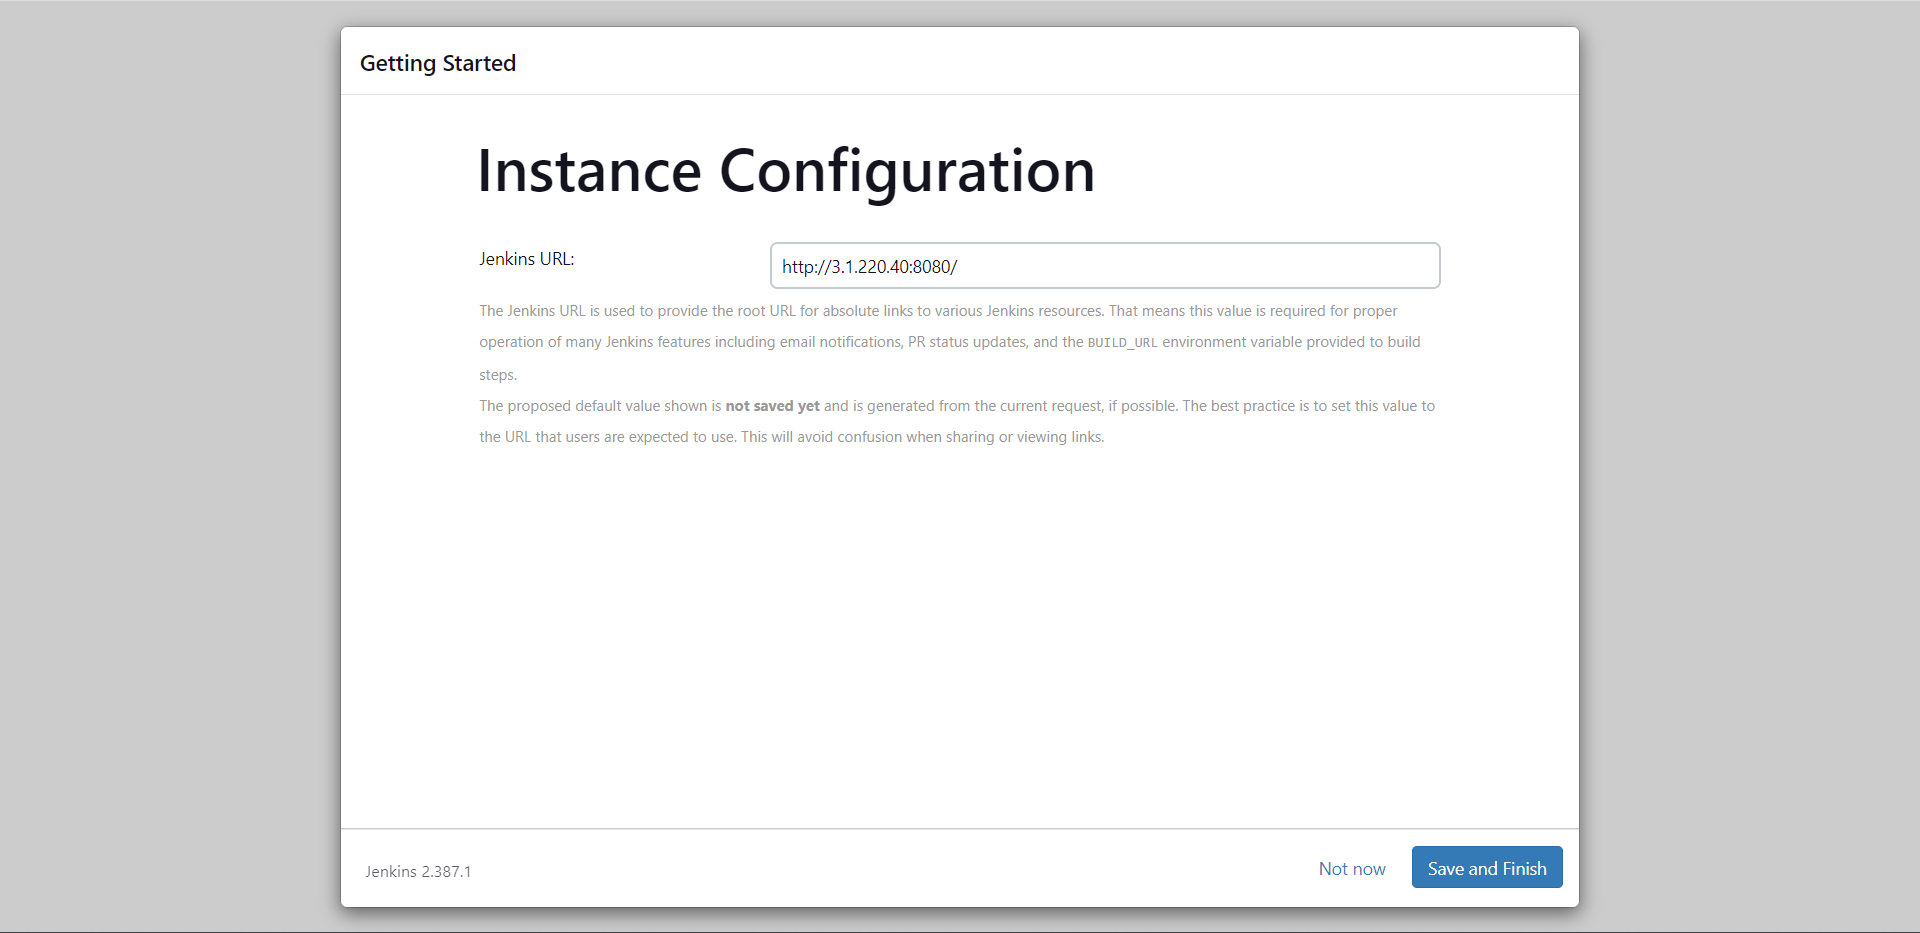 Getting Started
Instance Configuration
Jenkins URL:
http://3.1.220.40:8080/
The Jenkins URL is used to provide the root URL for absolute links to various Jenkins resources. That means this value is required for proper
operation of many Jenkins features including email notifications, PR status updates, and the BUILD_URL environment variable provided to build
steps.
The proposed default value shown is not saved yet and is generated from the current request, if possible. The best practice is to set this value to
the URL that users are expected to use. This will avoid confusion when sharing or viewing links.
Jenkins 2.387.1
Not now
Save and Finish